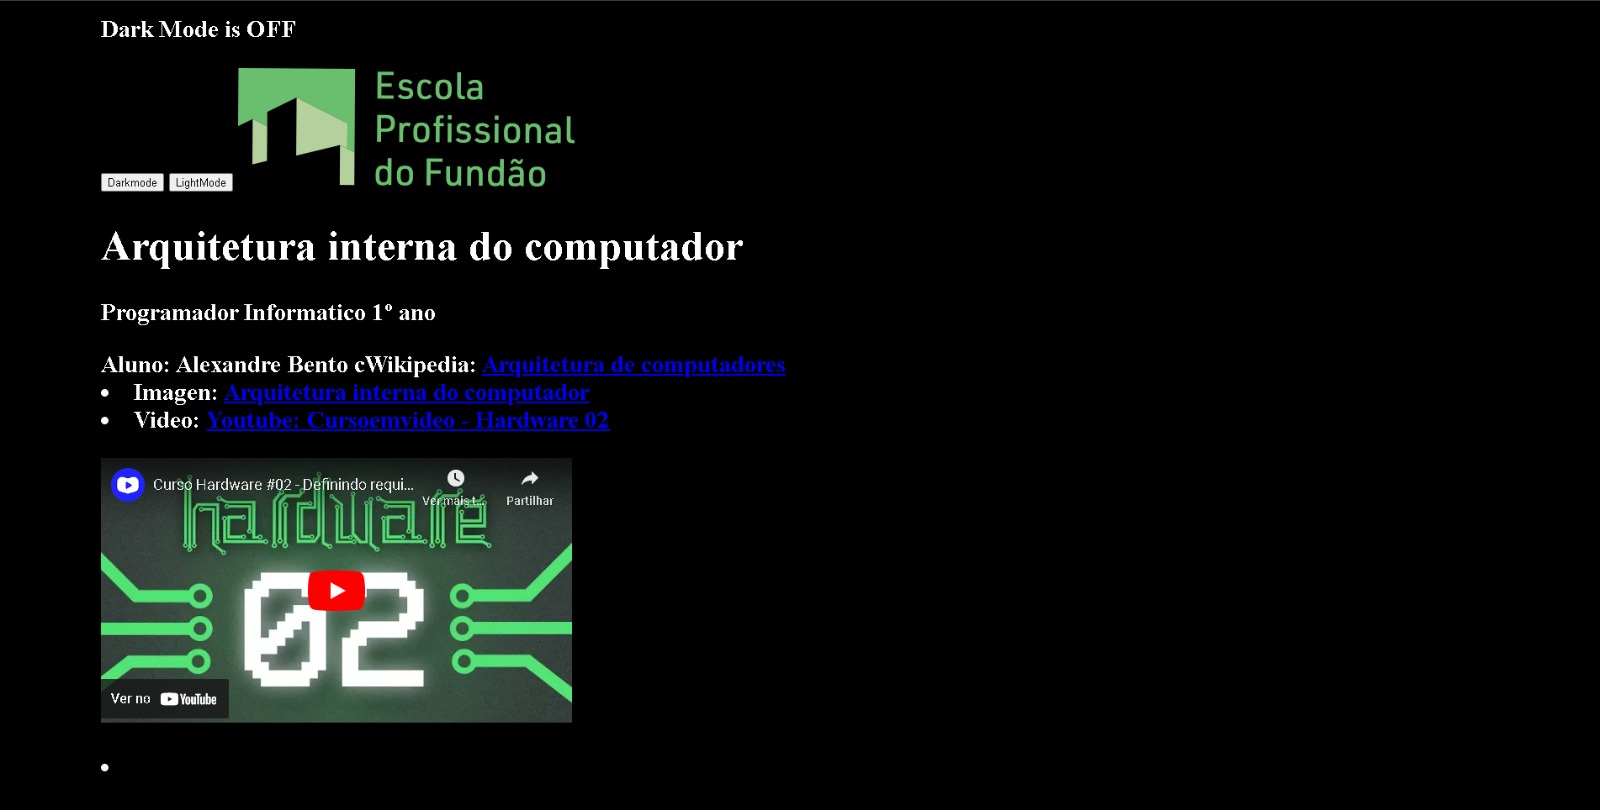 Dark Mode is OFF
Escola
Profissional
do Fundão
Darkmode LightMode
Arquitetura interna do computador
Programador Informatico 1º ano
Aluno: Alexandre Bento cWikipedia: Arquitetura de computadores
Imagen: Arquitetura interna do computador
Video: Youtube: Cursoemvideo - Hardware 02
Curso Hardware #02 - Definindo requi...
Ver mais t...
Partilhar
hardware
02
Ver no YouTube